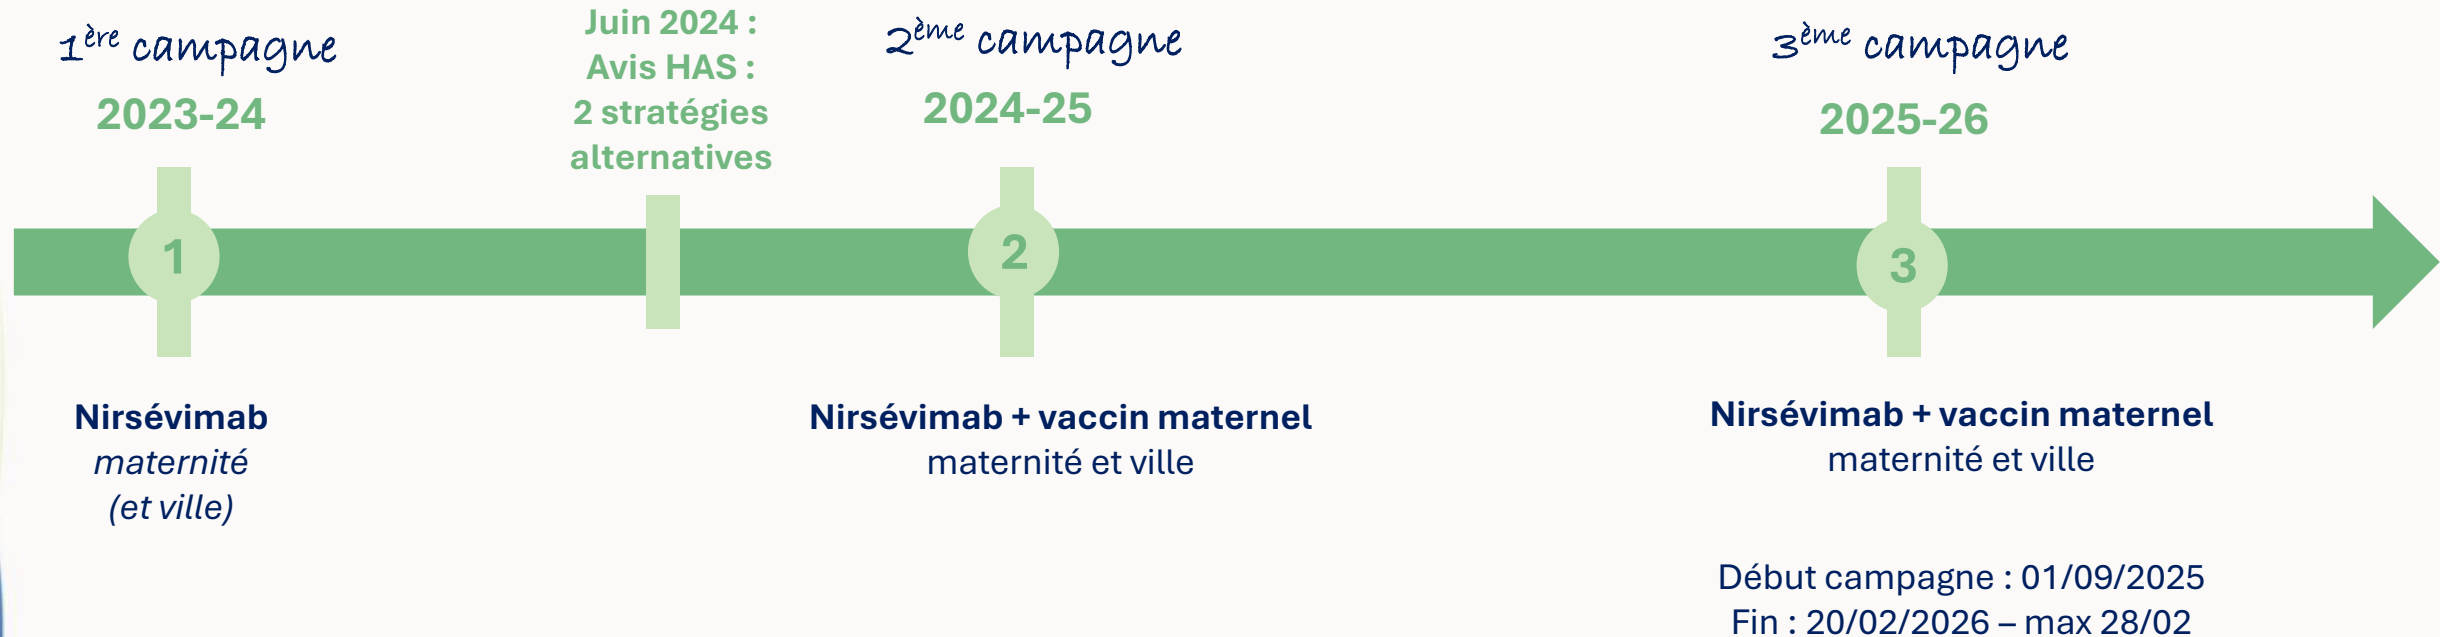 1ère campagne
2023-24
Juin 2024 :
Avis HAS :
2 stratégies
alternatives
2ème campagne
2024-25
3ème campagne
2025-26
1
2
3
Nirsévimab
maternité
(et ville)
Nirsévimab + vaccin maternel
maternité et ville
Nirsévimab + vaccin maternel
maternité et ville
Début campagne : 01/09/2025
Fin : 20/02/2026 – max 28/02